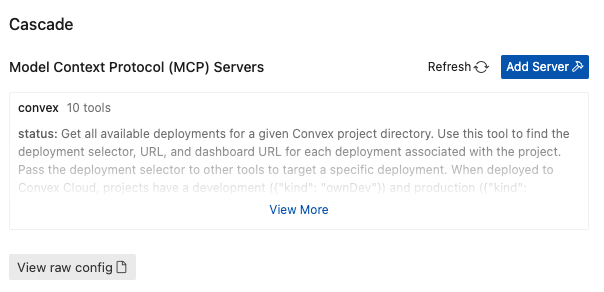 Cascade
Model Context Protocol (MCP) Servers
Refresh
Add Server
convex 10 tools
status: Get all available deployments for a given Convex project directory. Use this tool to find the
deployment selector, URL, and dashboard URL for each deployment associated with the project.
Pass the deployment selector to other tools to target a specific deployment. When deployed to
Convex Cloud, projects have a development ({"kind": "ownDev"}) and production ({"kind":
View More
View raw config